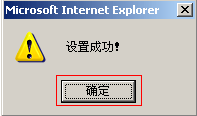 Microsoft Internet Explorer
设置成功!
确定